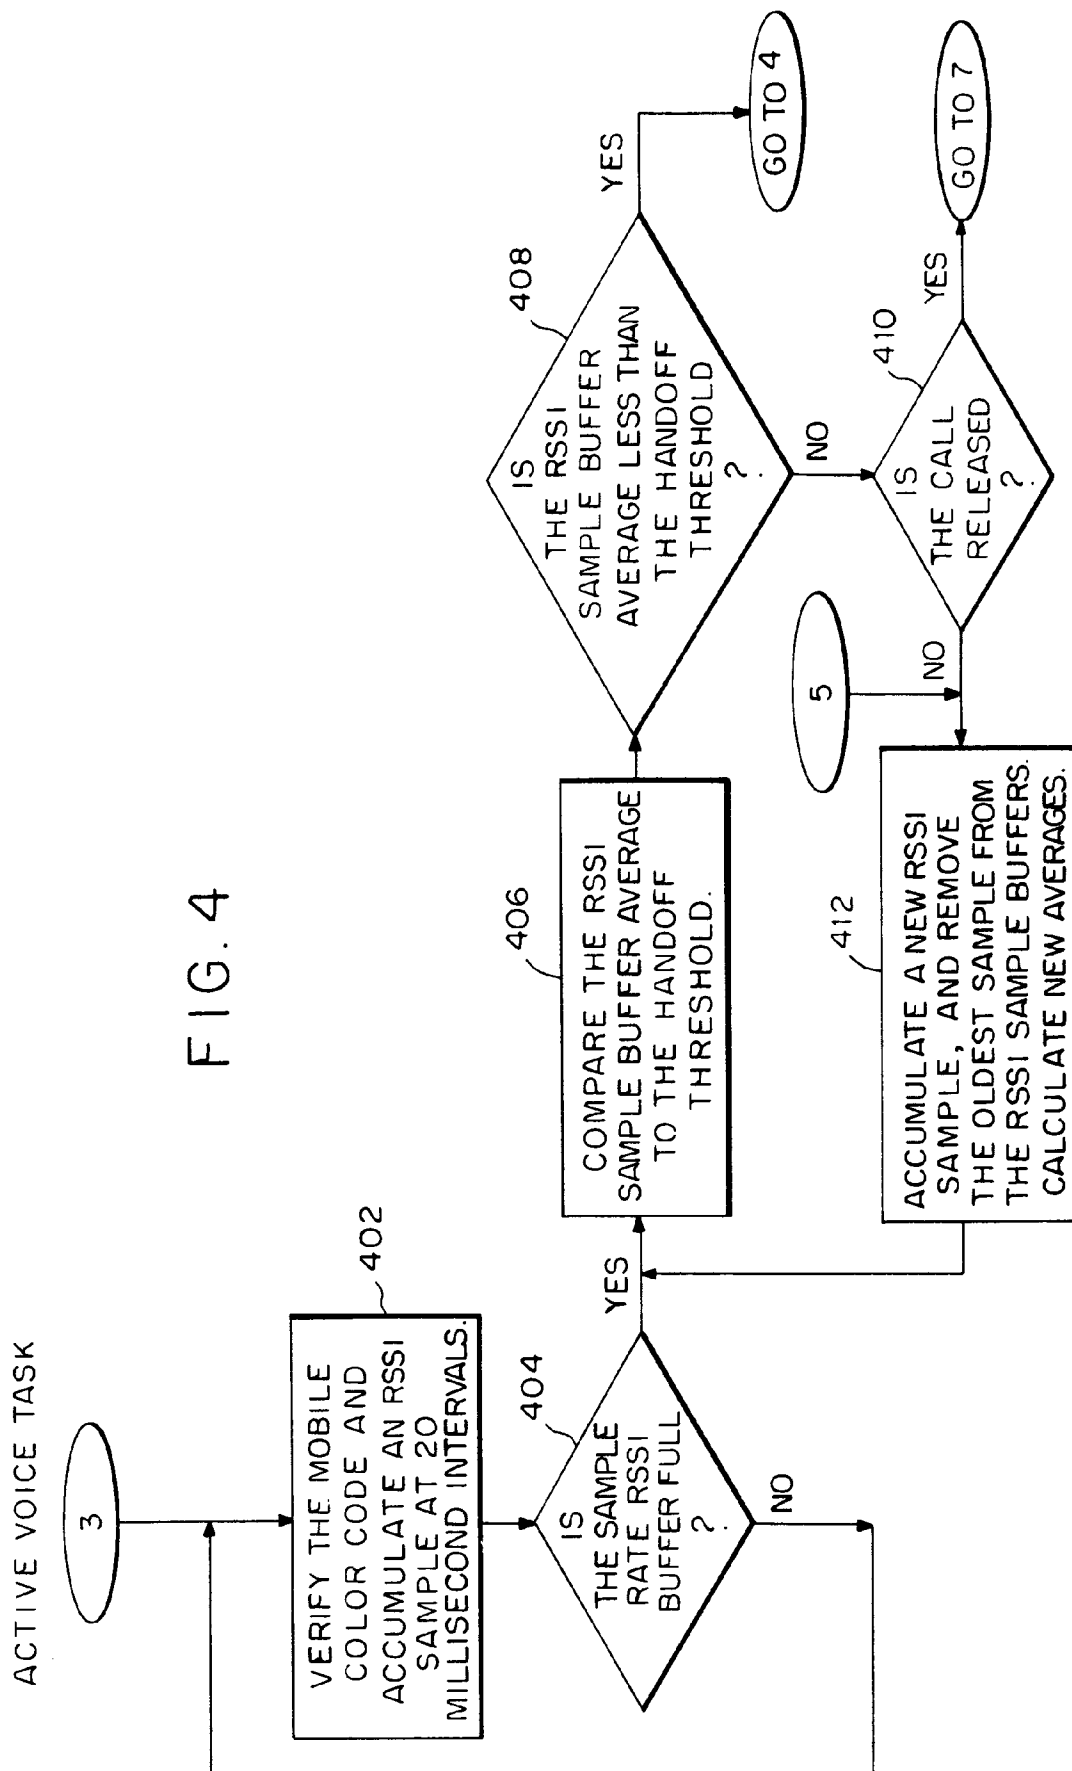 ACTIVE VOICE TASK
3
FIG. 4
402
VERIFY THE MOBILE
COLOR CODE AND
ACCUMULATE AN RSSI
SAMPLE AT 20
MILLISECOND INTERVALS.
404
IS
THE SAMPLE
RATE RSSI
BUFFER FULL
?
YES
NO
406
COMPARE THE RSSI
SAMPLE BUFFER AVERAGE
TO THE HANDOFF
THRESHOLD.
408
IS
THE RSSI
SAMPLE BUFFER
AVERAGE LESS THAN
THE HANDOFF
THRESHOLD
?
YES
GO TO 4
NO
410
IS
THE CALL
RELEASED
?
YES
GO TO 7
NO
5
412
ACCUMULATE A NEW RSSI
SAMPLE, AND REMOVE
THE OLDEST SAMPLE FROM
THE RSSI SAMPLE BUFFERS.
CALCULATE NEW AVERAGES.